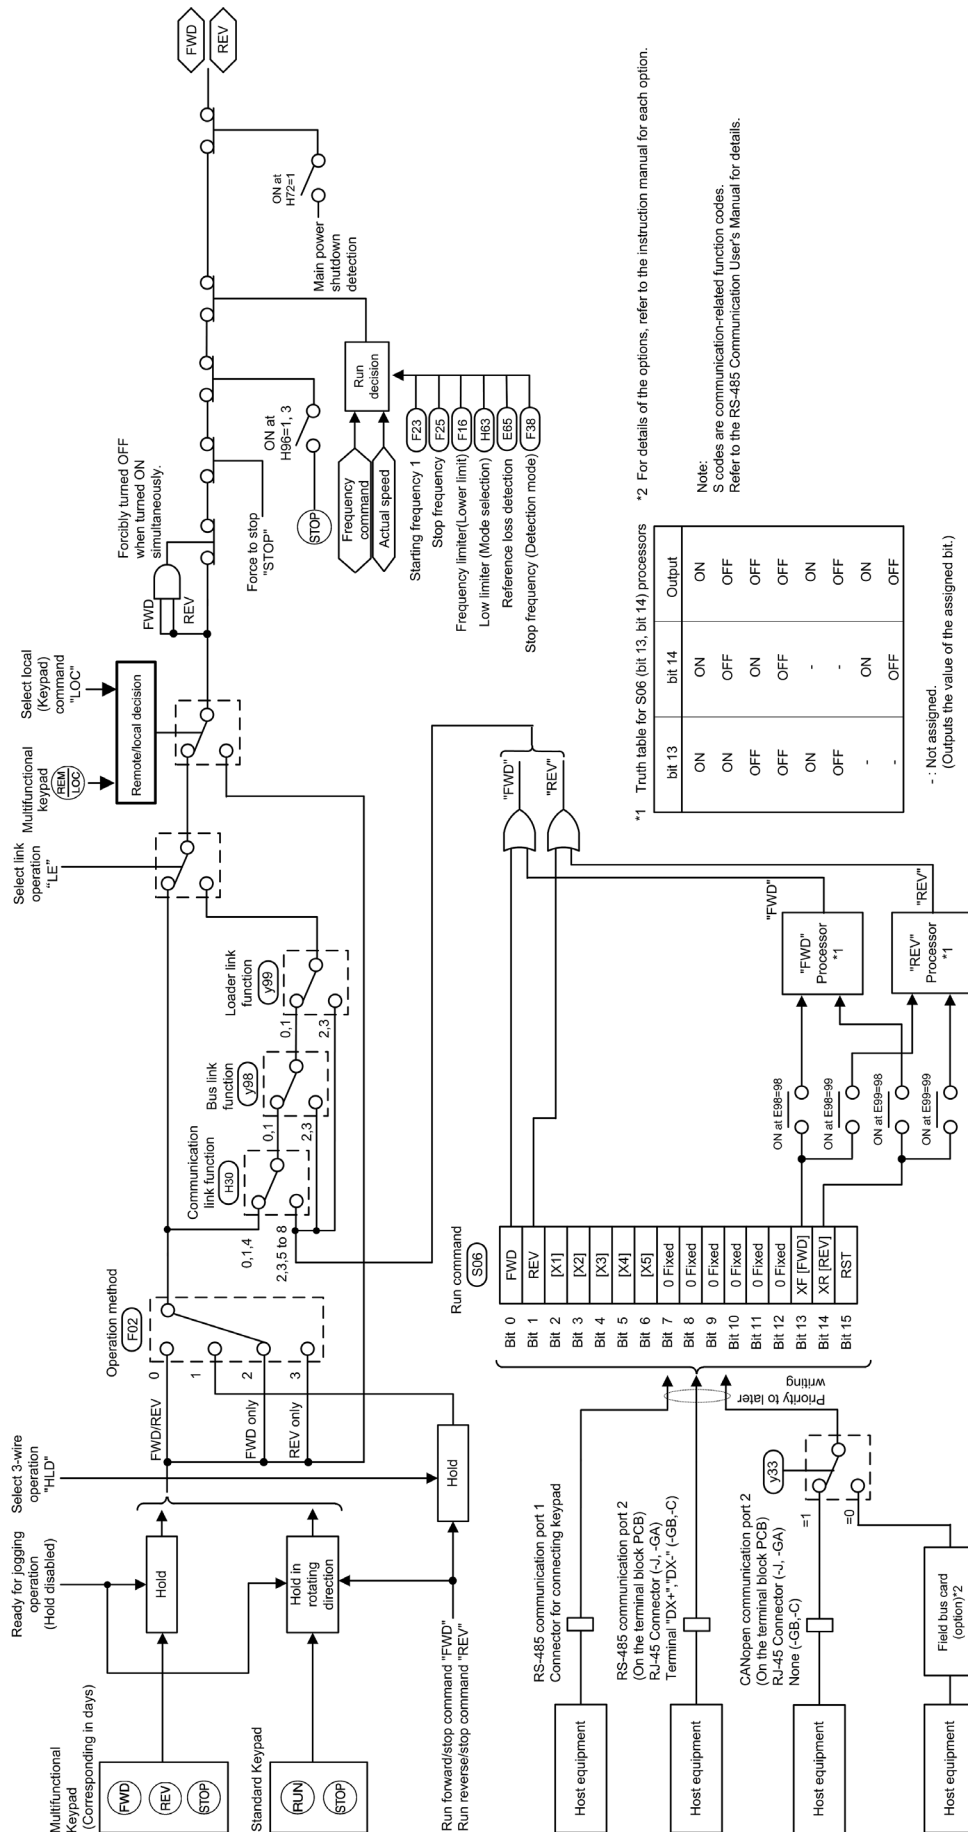 Multifunctional
Keypad
(Corresponding in days)
FWD
REV
STOP
Standard Keypad
RUN
STOP
Ready for jogging
operation
(Hold disabled)
Select 3-wire
operation
"HLD"
Hold
Hold in
rotating
direction
Hold
Run forward/stop command "FWD"
Run reverse/stop command "REV"
Operation method
F02
0
1
2
3
FWD/REV
FWD only
REV only
Communication
link function
H30
0,1,4
2,3,5 to 8
Bus link
function
y98
0,1
2,3
Loader link
function
y99
0,1
2,3
Select link
operation
"LE"
Multifunctional
keypad
REM
LOC
Select local
(Keypad)
command
"LOC"
Remote/local decision
FWD
REV
Forcibly turned OFF
when turned ON
simultaneously.
Force to stop
"STOP"
ON at
H96=1, 3
STOP
Run
decision
Frequency
command
Actual speed
Starting frequency 1
F23
Stop frequency
F25
Frequency limiter(Lower limit)
F16
Low limiter (Mode selection)
H63
Reference loss detection
E65
Stop frequency (Detection mode)
F38
Main power
shutdown
detection
ON at
H72=1
FWD
REV
Host equipment
RS-485 communication port 1
Connector for connecting keypad
Host equipment
RS-485 communication port 2
(On the terminal block PCB)
RJ-45 Connector (-J, -GA)
Terminal "DX+","DX-" (-GB,-C)
Host equipment
CANopen communication port 2
(On the terminal block PCB)
RJ-45 Connector (-J, -GA)
None (-GB,-C)
Host equipment
Field bus card
(option)*2
y33
=1
=0
Priority to later
writing
Run command
S06
Bit 0 FWD
Bit 1 REV
Bit 2 [X1]
Bit 3 [X2]
Bit 4 [X3]
Bit 5 [X4]
Bit 6 [X5]
Bit 7 0 Fixed
Bit 8 0 Fixed
Bit 9 0 Fixed
Bit 10 0 Fixed
Bit 11 0 Fixed
Bit 12 0 Fixed
Bit 13 XF [FWD]
Bit 14 XR [REV]
Bit 15 RST
ON at E98=98
ON at E98=99
ON at E99=98
ON at E99=99
"FWD"
Processor
*1
"REV"
Processor
*1
"FWD"
"REV"
"FWD"
"REV"
*1 Truth table for S06 (bit 13, bit 14) processors
bit 13 bit 14 Output
ON ON ON
ON OFF OFF
OFF ON OFF
OFF OFF OFF
ON - ON
OFF - OFF
- ON ON
- OFF OFF
- : Not assigned.
(Outputs the value of the assigned bit.)
*2 For details of the options, refer to the instruction manual for each option.
Note:
S codes are communication-related function codes.
Refer to the RS-485 Communication User's Manual for details.